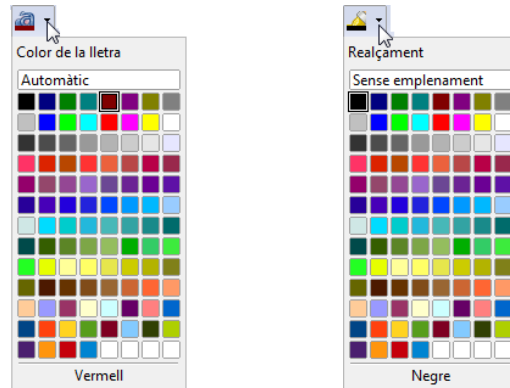 Color de la lletra
Automàtic
Vermell
Realçament
Sense emplenament
Negre